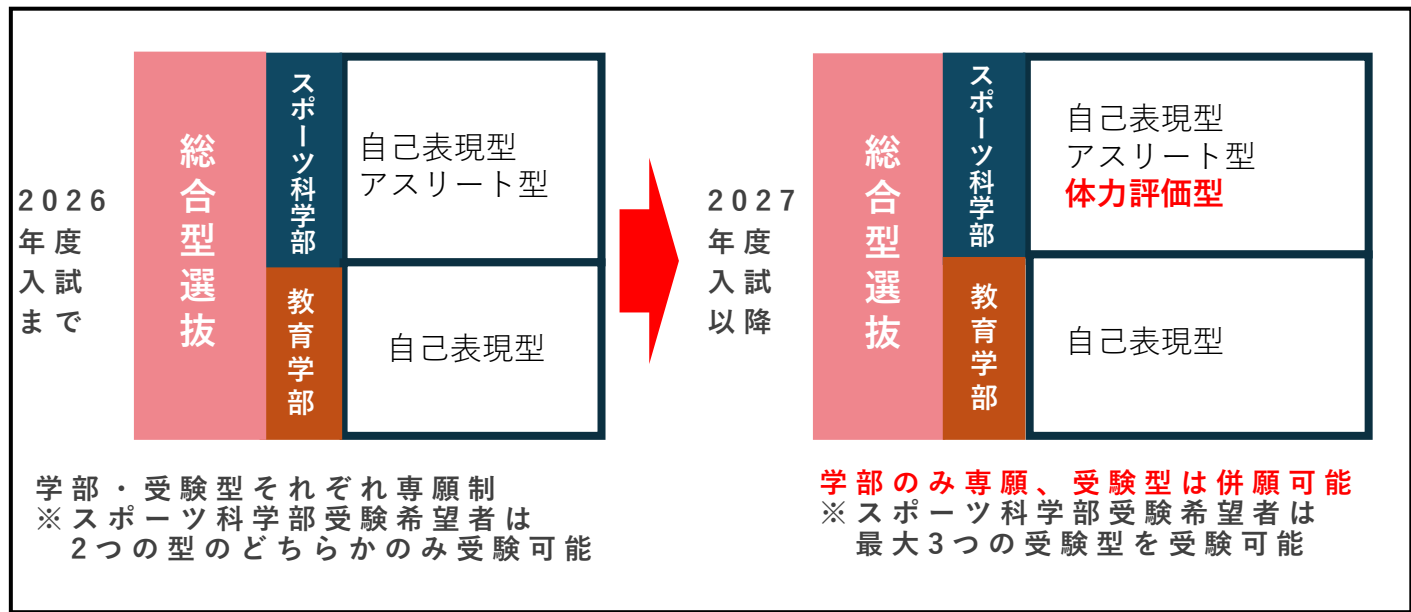 2026
年度
入試
まで
総合型選抜
スポーツ科学部
自己表現型
アスリート型
教育学部
自己表現型
学部・受験型それぞれ専願制
※スポーツ科学部受験希望者は
2つの型のどちらかのみ受験可能
2027
年度
入試
以降
総合型選抜
スポーツ科学部
自己表現型
アスリート型
体力評価型
教育学部
自己表現型
学部のみ専願、受験型は併願可能
※スポーツ科学部受験希望者は
最大3つの受験型を受験可能